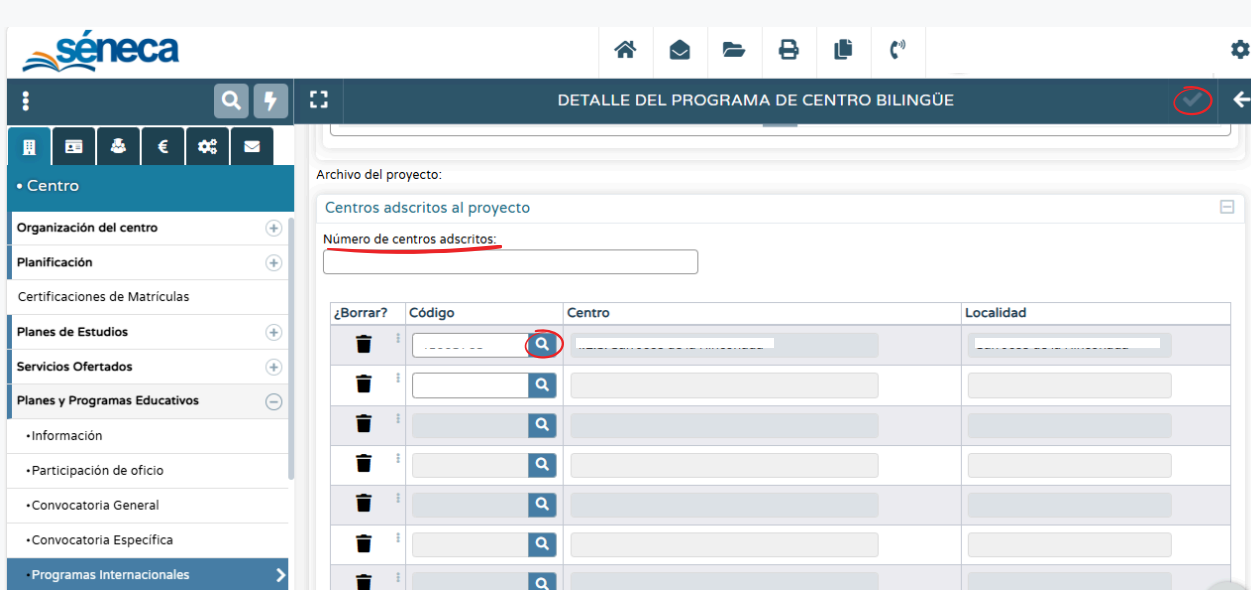 séneca
DETALLE DEL PROGRAMA DE CENTRO BILINGÜE
€
• Centro
Organización del centro
Planificación
Certificaciones de Matrículas
Planes de Estudios
Servicios Ofertados
Planes y Programas Educativos
•Información
•Participación de oficio
•Convocatoria General
•Convocatoria Específica
•Programas Internacionales
Archivo del proyecto:
Centros adscritos al proyecto
Número de centros adscritos:
¿Borrar? Código Centro Localidad